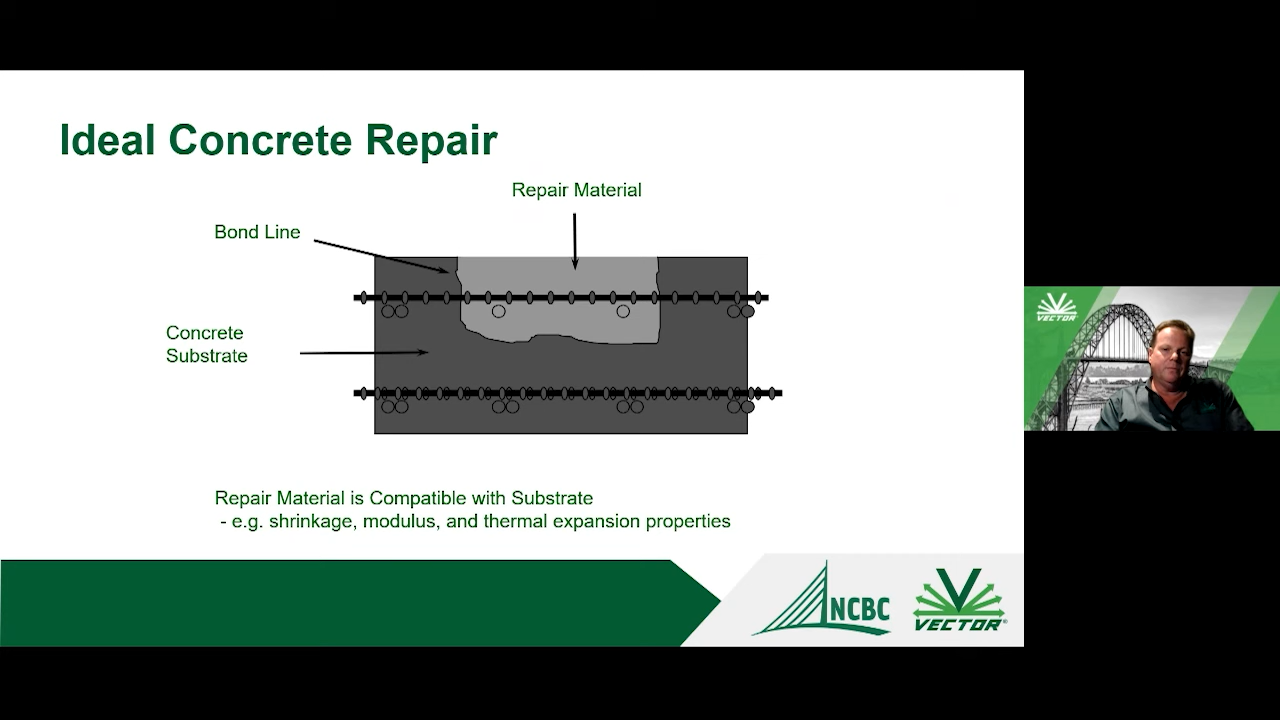 Ideal Concrete Repair
Repair Material
Bond Line
Concrete
Substrate
Repair Material is Compatible with Substrate
- e.g. shrinkage, modulus, and thermal expansion properties
NCBC
VECTOR®
VECTOR